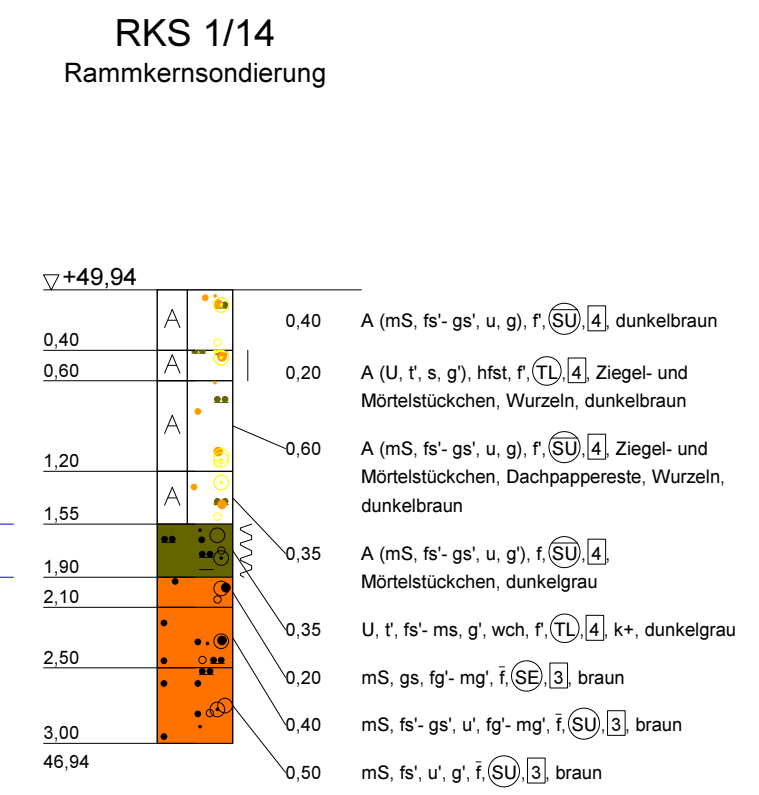 RKS 1/14
Rammkernsondierung
+49,94
A
0,40
0,40 A (mS, fs'- gs', u, g), f', S̅U̅, 4, dunkelbraun
A
0,60
0,20 A (U, t', s, g'), hfst, f', TL, 4, Ziegel- und
Mörtelstückchen, Wurzeln, dunkelbraun
A
1,20
0,60 A (mS, fs'- gs', u, g), f', S̅U̅, 4, Ziegel- und
Mörtelstückchen, Dachpappereste, Wurzeln,
dunkelbraun
A
1,55
0,35 A (mS, fs'- gs', u, g'), f, S̅U̅, 4,
Mörtelstückchen, dunkelgrau
1,90
2,10
0,35 U, t', fs'- ms, g', wch, f', TL, 4, k+, dunkelgrau
2,50
0,20 mS, gs, fg'- mg', f̅, SE, 3, braun
3,00
0,40 mS, fs'- gs', u', fg'- mg', f̅, SU, 3, braun
46,94
0,50 mS, fs', u', g', f̅, SU, 3, braun